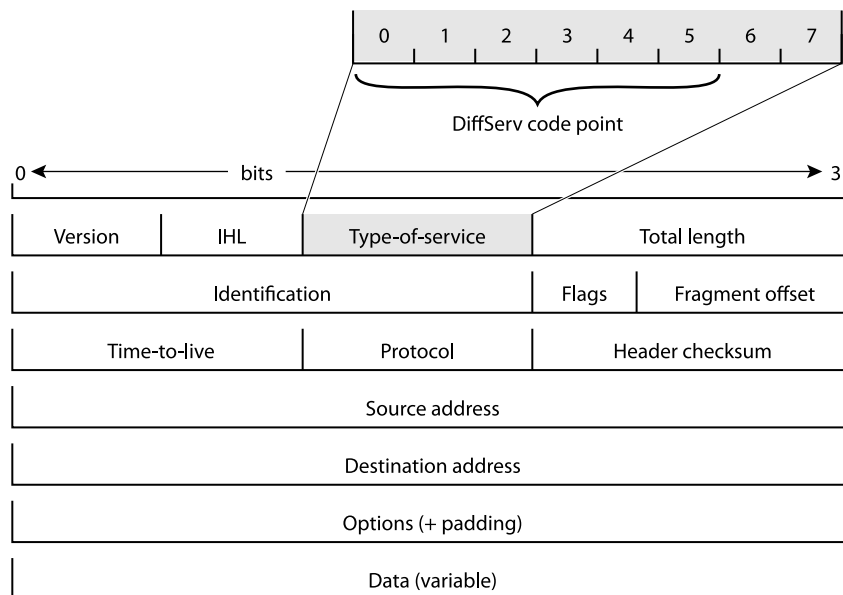 0 1 2 3 4 5 6 7
DiffServ code point
0 bits 3
Version IHL Type-of-service Total length
Identification Flags Fragment offset
Time-to-live Protocol Header checksum
Source address
Destination address
Options (+ padding)
Data (variable)